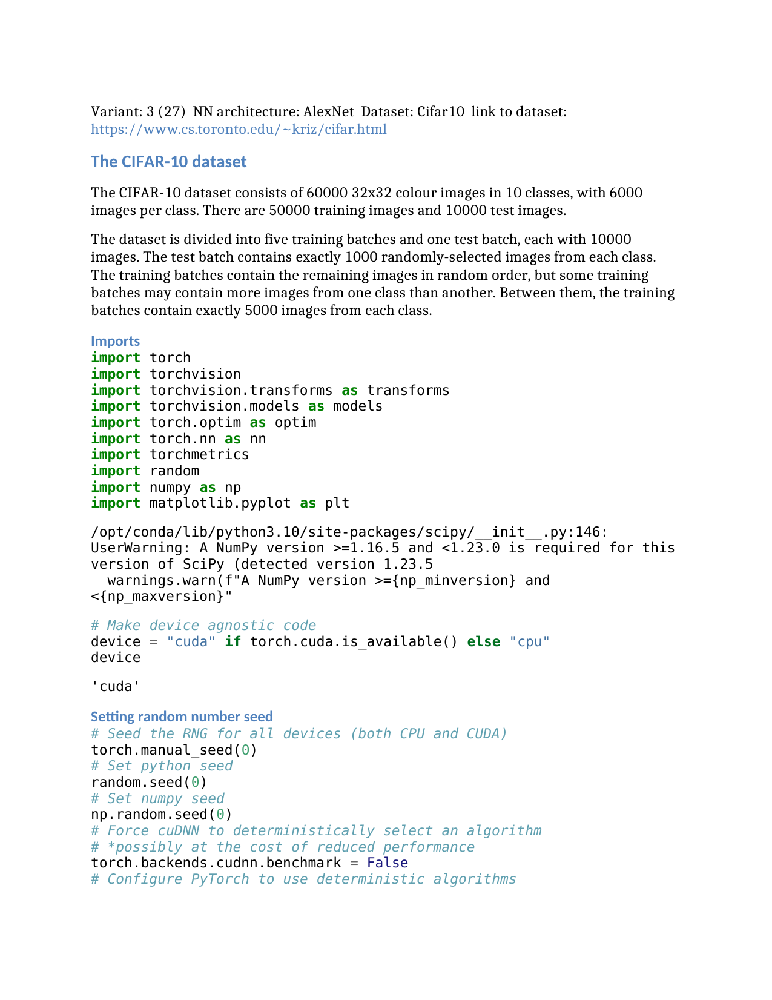 Variant: 3 (27) NN architecture: AlexNet Dataset: Cifar10 link to dataset:
https://www.cs.toronto.edu/~kriz/cifar.html
The CIFAR-10 dataset
The CIFAR-10 dataset consists of 60000 32x32 colour images in 10 classes, with 6000
images per class. There are 50000 training images and 10000 test images.
The dataset is divided into five training batches and one test batch, each with 10000
images. The test batch contains exactly 1000 randomly-selected images from each class.
The training batches contain the remaining images in random order, but some training
batches may contain more images from one class than another. Between them, the training
batches contain exactly 5000 images from each class.
Imports
import torch
import torchvision
import torchvision.transforms as transforms
import torchvision.models as models
import torch.optim as optim
import torch.nn as nn
import torchmetrics
import random
import numpy as np
import matplotlib.pyplot as plt
/opt/conda/lib/python3.10/site-packages/scipy/__init__.py:146:
UserWarning: A NumPy version >=1.16.5 and <1.23.0 is required for this
version of SciPy (detected version 1.23.5
  warnings.warn(f"A NumPy version >={np_minversion} and
<{np_maxversion}"
# Make device agnostic code
device = "cuda" if torch.cuda.is_available() else "cpu"
device
'cuda'
Setting random number seed
# Seed the RNG for all devices (both CPU and CUDA)
torch.manual_seed(0)
# Set python seed
random.seed(0)
# Set numpy seed
np.random.seed(0)
# Force cuDNN to deterministically select an algorithm
# *possibly at the cost of reduced performance
torch.backends.cudnn.benchmark = False
# Configure PyTorch to use deterministic algorithms